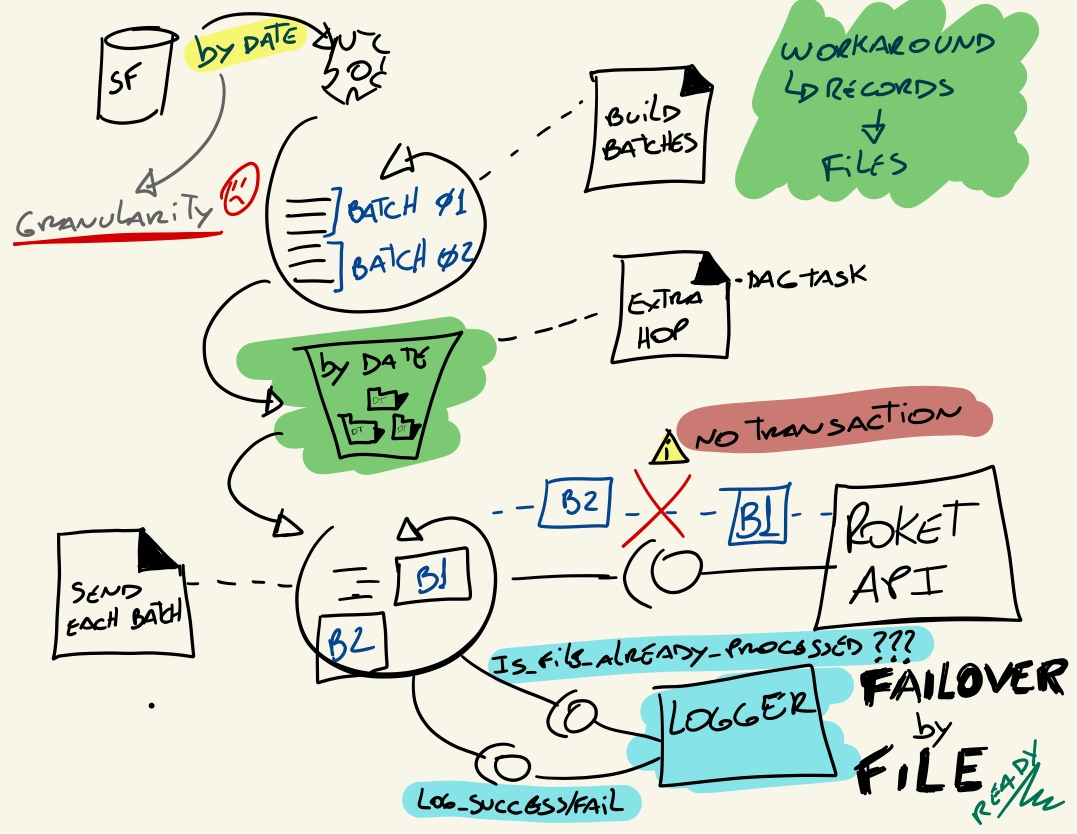 SF
by DATE
WORKAROUND
LD RECORDS
FILES
BUILD
BATCHES
GRANULARITY
BATCH Ø1
BATCH Ø2
EXTRA
HOP
DAG TASK
by DATE
DT
DT
DT
NO TRANSACTION
!
B2
B1
ROKET
API
SEND
EACH BATCH
B1
B2
IS_FILE_ALREADY_PROCESSED ???
LOGGER
FAILOVER
by
FILE
READY
LOG_SUCCESS/FAIL